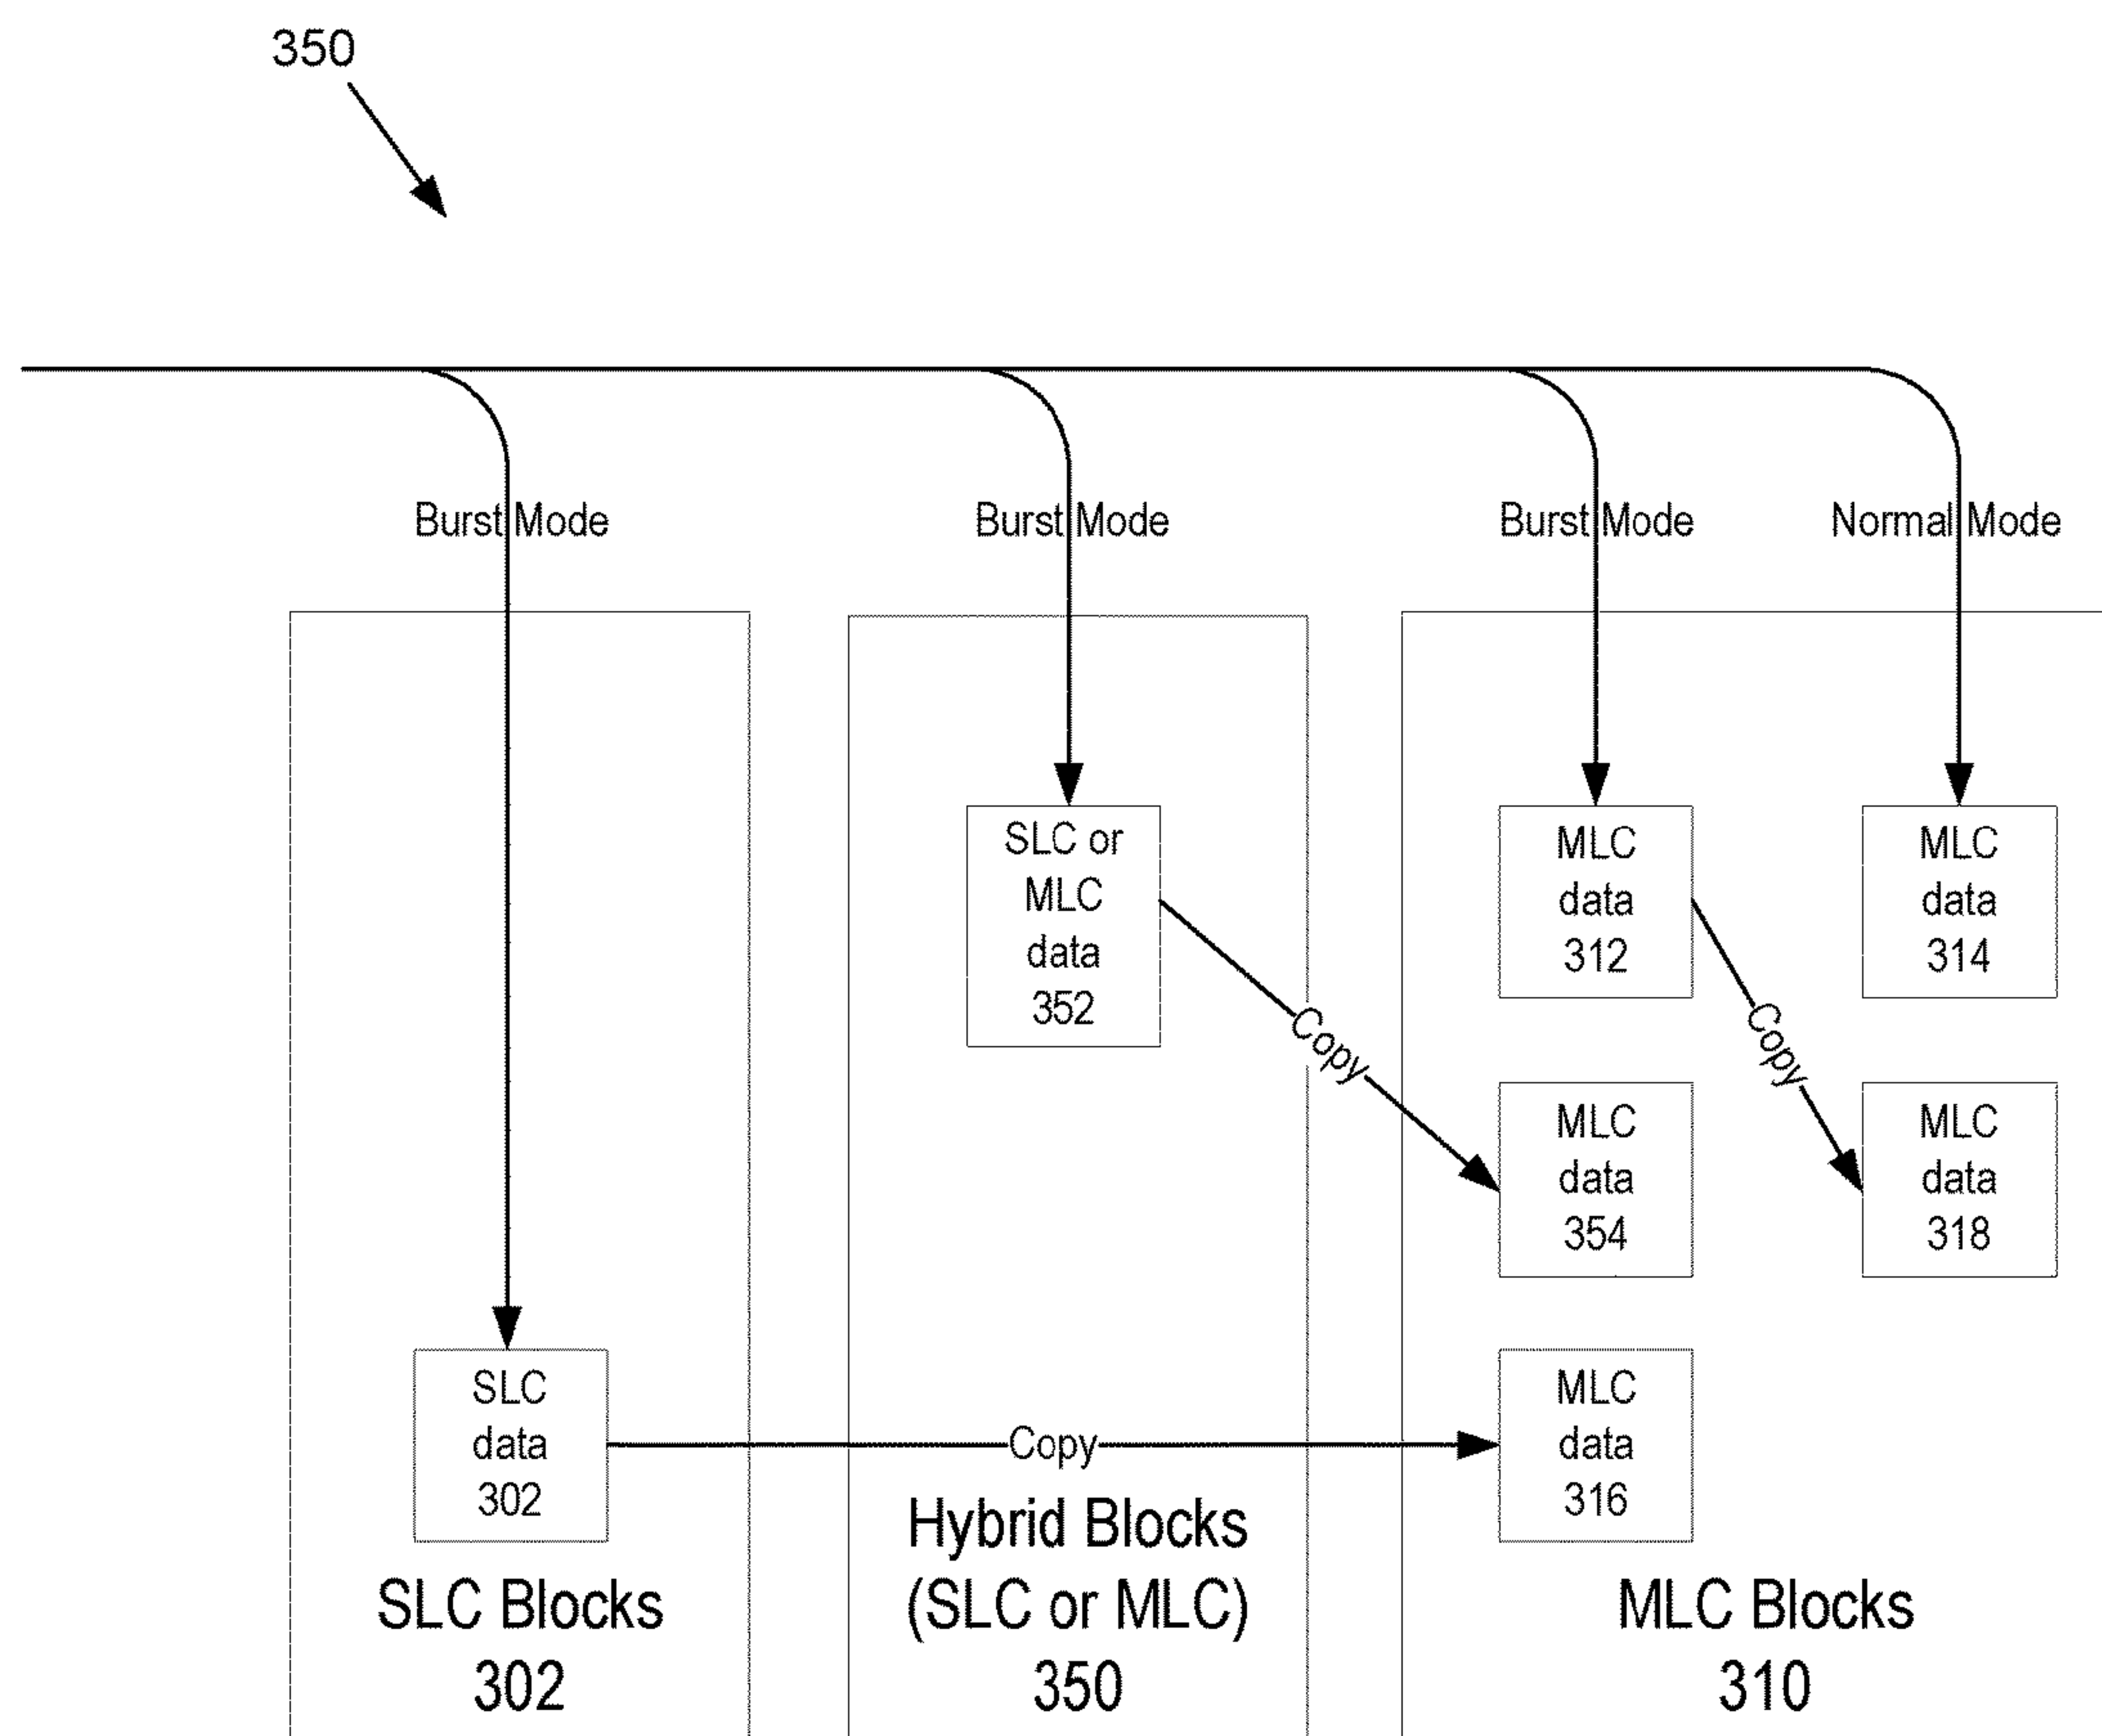 350
Burst Mode
Burst Mode
Burst Mode
Normal Mode
SLC or
MLC
data
352
MLC
data
312
MLC
data
314
Copy
Copy
MLC
data
354
MLC
data
318
SLC
data
302
Copy
MLC
data
316
SLC Blocks
302
Hybrid Blocks
(SLC or MLC)
350
MLC Blocks
310